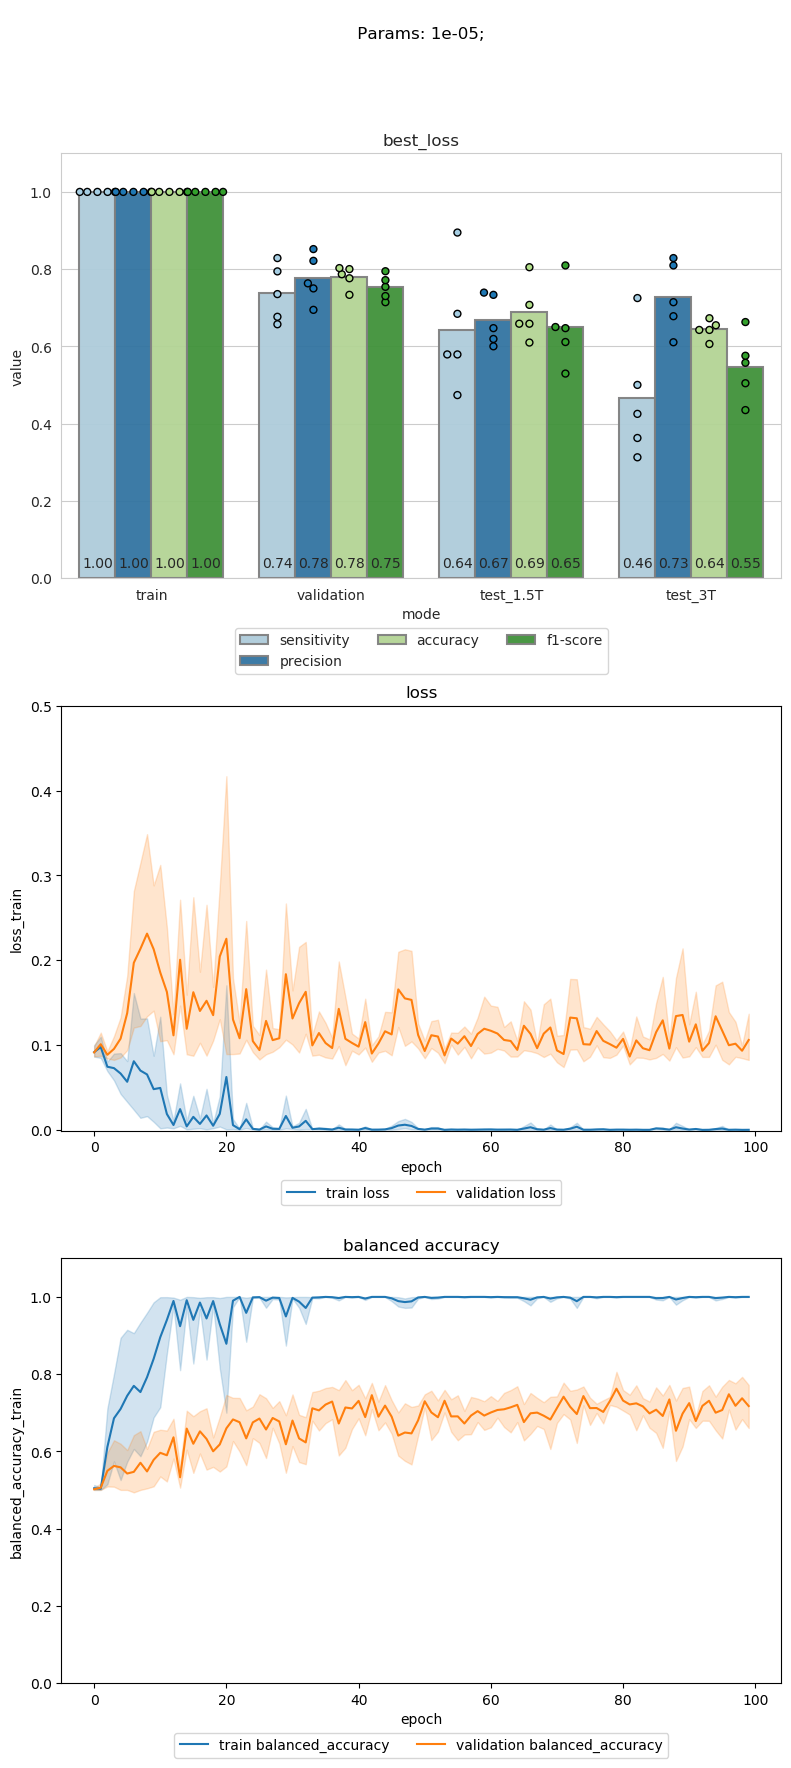 Params: 1e-05;
best_loss
1.0
0.8
0.6
0.4
0.2
0.0
value
1.00 1.00 1.00 1.00 0.74 0.78 0.78 0.75 0.64 0.67 0.69 0.65 0.46 0.73 0.64 0.55
train validation test_1.5T test_3T
mode
sensitivity accuracy f1-score
precision
loss
0.5
0.4
0.3
0.2
0.1
0.0
loss_train
0 20 40 60 80 100
epoch
train loss validation loss
balanced accuracy
1.0
0.8
0.6
0.4
0.2
0.0
balanced_accuracy_train
0 20 40 60 80 100
epoch
train balanced_accuracy validation balanced_accuracy